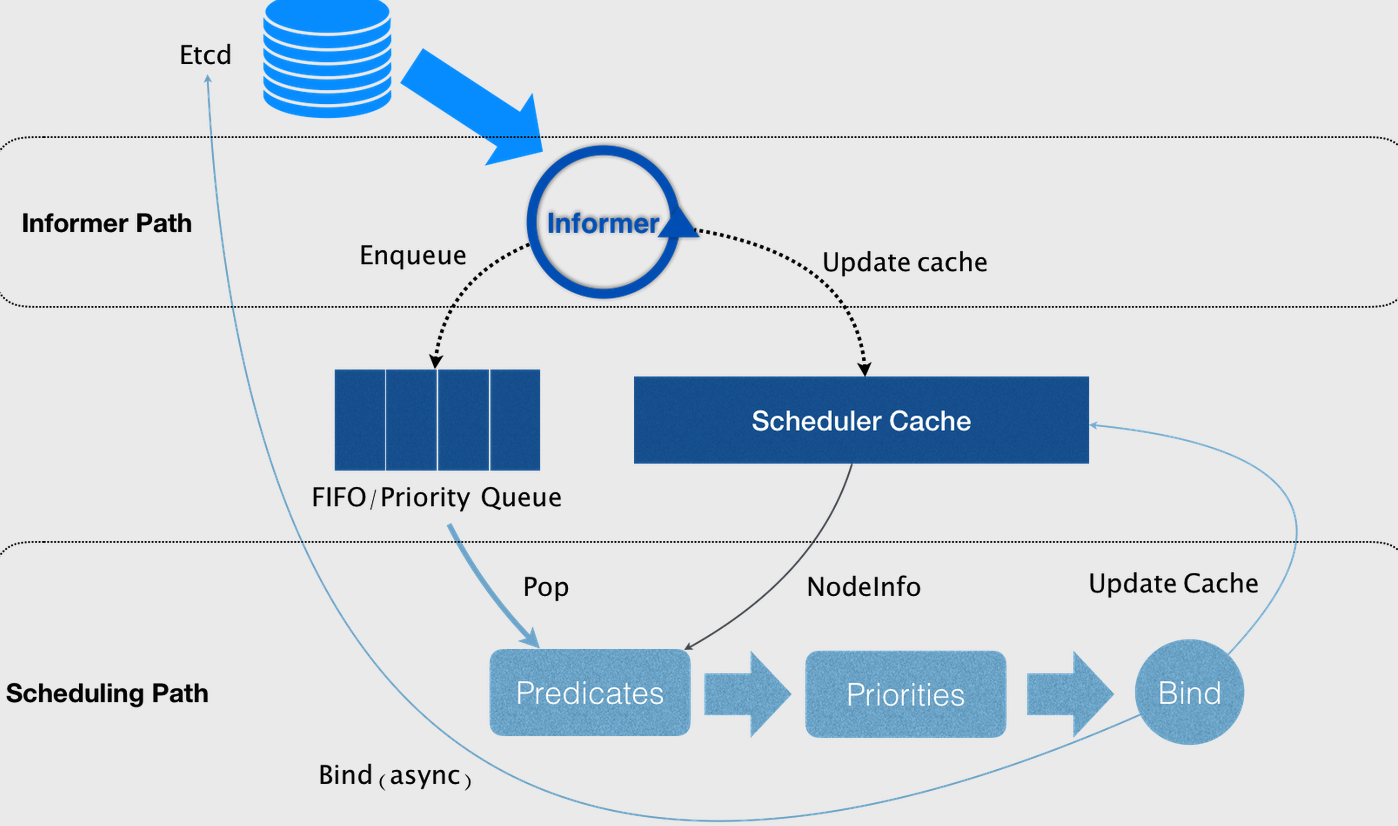 Etcd
Informer Path
Informer
Enqueue
Update cache
Scheduler Cache
FIFO/Priority Queue
Pop
NodeInfo
Update Cache
Scheduling Path
Predicates
Priorities
Bind
Bind(async)